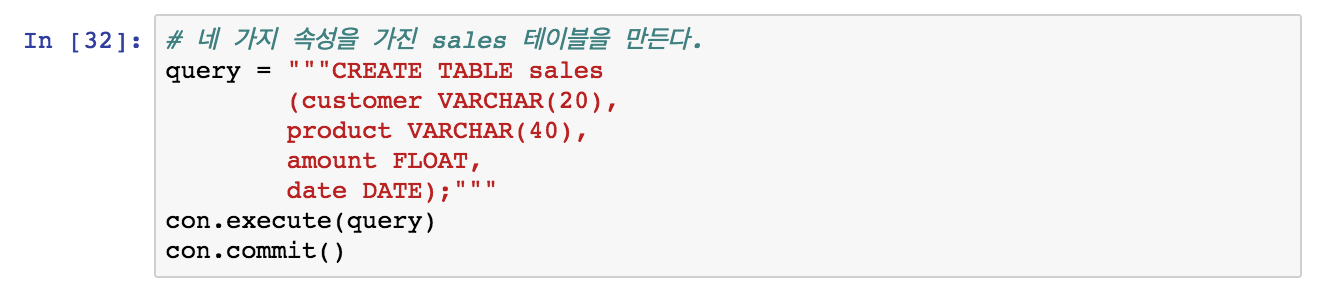 In [32]: # 네 가지 속성을 가진 sales 테이블을 만든다.
query = """CREATE TABLE sales
        (customer VARCHAR(20),
        product VARCHAR(40),
        amount FLOAT,
        date DATE);"""
con.execute(query)
con.commit()